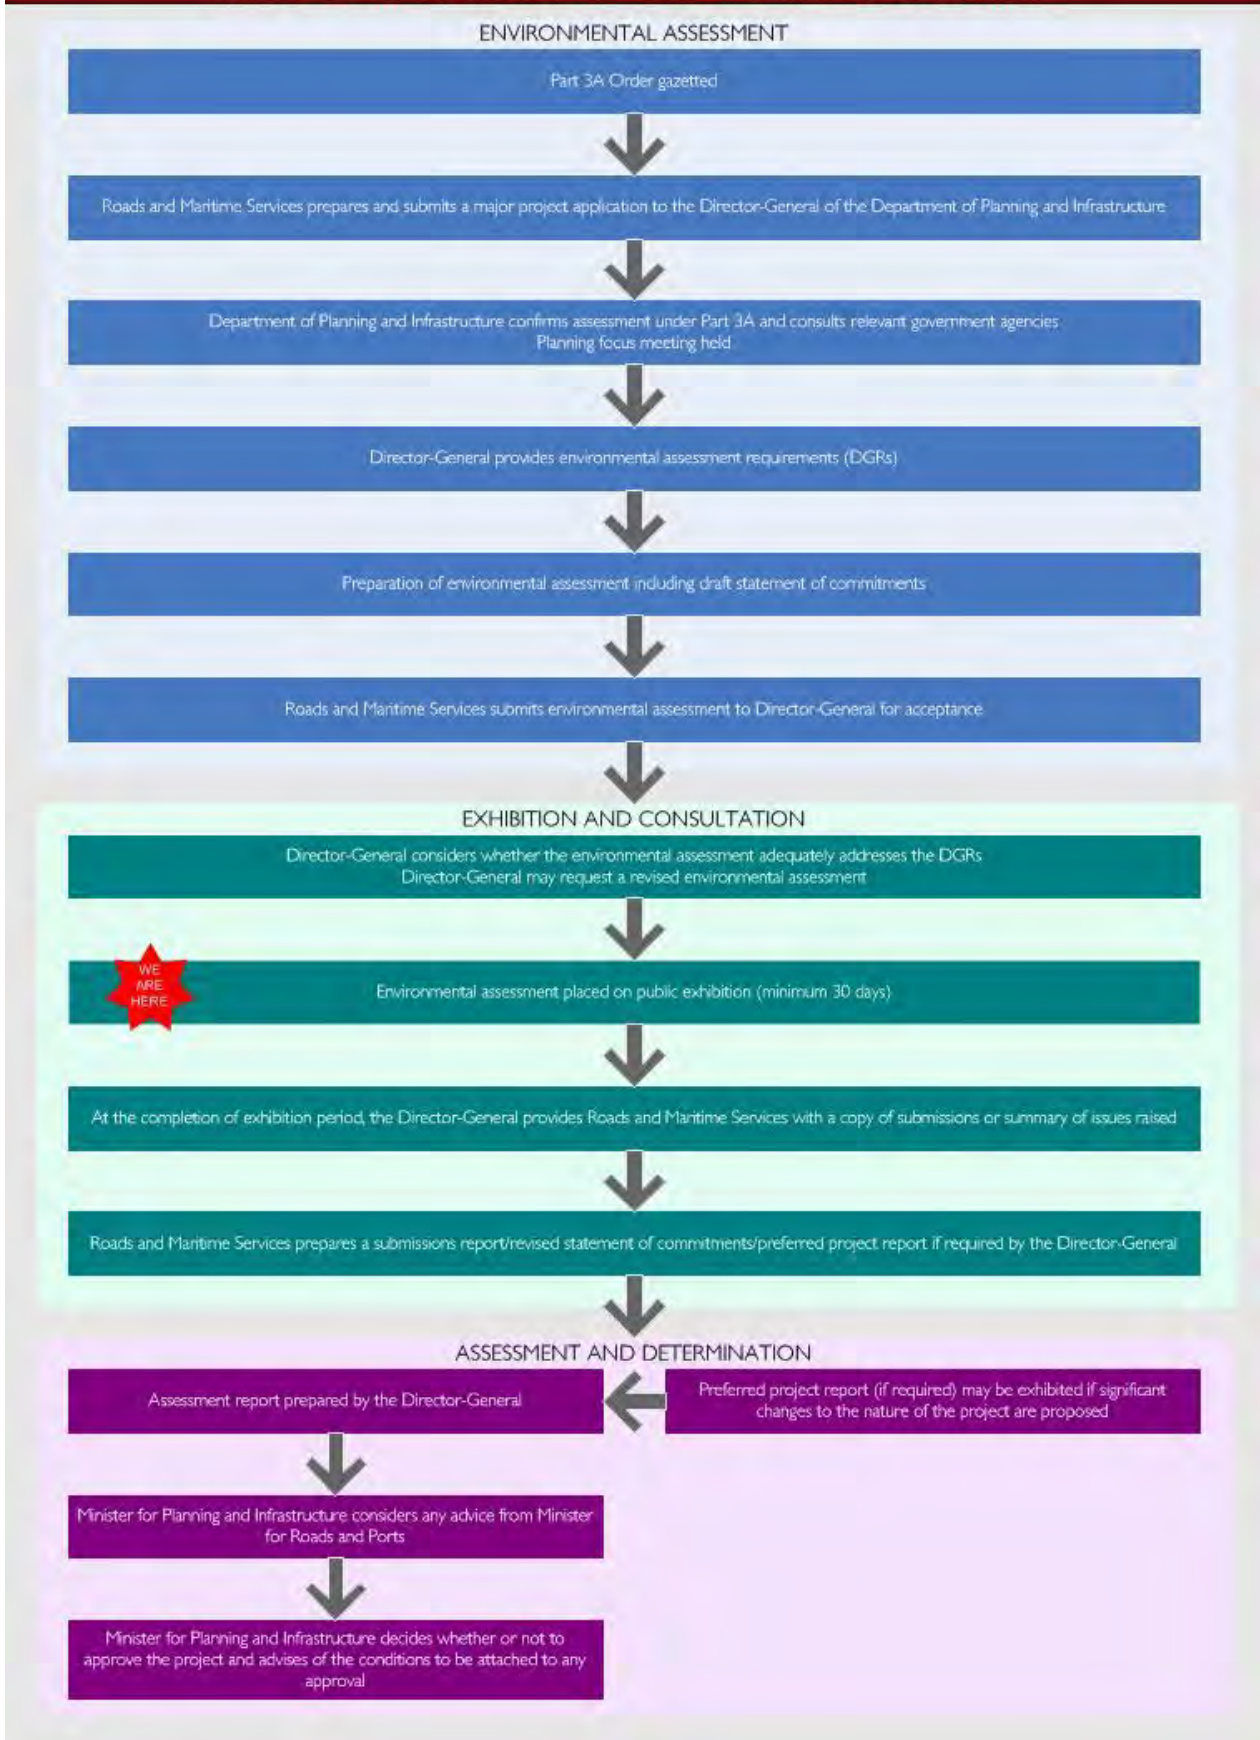 ENVIRONMENTAL ASSESSMENT
Part 3A Order gazetted
Roads and Maritime Services prepares and submits a major project application to the Director-General of the Department of Planning and Infrastructure
Department of Planning and Infrastructure confirms assessment under Part 3A and consults relevant government agencies
Planning focus meeting held
Director-General provides environmental assessment requirements (DGRs)
Preparation of environmental assessment including draft statement of commitments
Roads and Maritime Services submits environmental assessment to Director-General for acceptance
EXHIBITION AND CONSULTATION
Director-General considers whether the environmental assessment adequately addresses the DGRs
Director-General may request a revised environmental assessment
WE
ARE
HERE
Environmental assessment placed on public exhibition (minimum 30 days)
At the completion of exhibition period, the Director-General provides Roads and Maritime Services with a copy of submissions or summary of issues raised
Roads and Maritime Services prepares a submissions report/revised statement of commitments/preferred project report if required by the Director-General
ASSESSMENT AND DETERMINATION
Assessment report prepared by the Director-General
Preferred project report (if required) may be exhibited if significant
changes to the nature of the project are proposed
Minister for Planning and Infrastructure considers any advice from Minister
for Roads and Ports
Minister for Planning and Infrastructure decides whether or not to
approve the project and advises of the conditions to be attached to any
approval